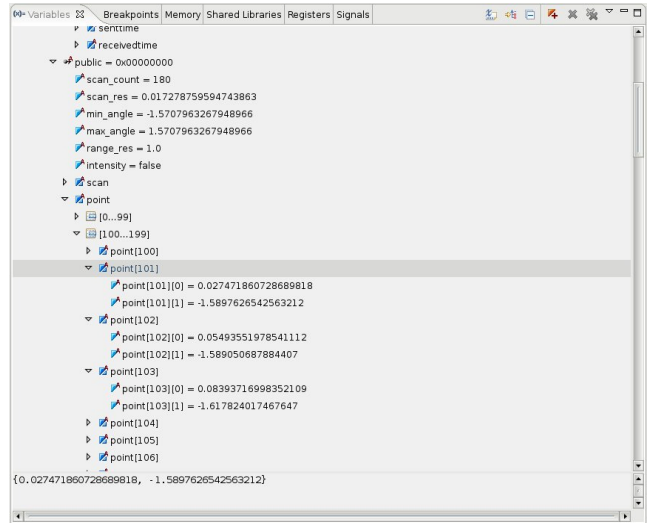 (x)= Variables Breakpoints Memory Shared Libraries Registers Signals
senttime
receivedtime
public = 0x00000000
scan_count = 180
scan_res = 0.017278759594743863
min_angle = -1.5707963267948966
max_angle = 1.5707963267948966
range_res = 1.0
intensity = false
scan
point
[0...99]
[100...199]
point[100]
point[101]
point[101][0] = 0.027471860728689818
point[101][1] = -1.5897626542563212
point[102]
point[102][0] = 0.05493551978541112
point[102][1] = -1.589050687884407
point[103]
point[103][0] = 0.08393716998352109
point[103][1] = -1.617824017467647
point[104]
point[105]
point[106]
{0.027471860728689818, -1.5897626542563212}